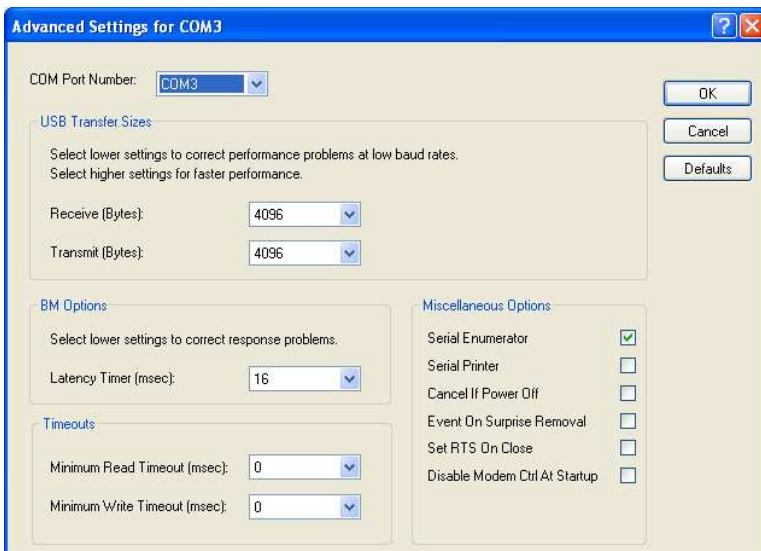 Advanced Settings for COM3
COM Port Number: COM3
OK
Cancel
Defaults
USB Transfer Sizes
Select lower settings to correct performance problems at low baud rates.
Select higher settings for faster performance.
Receive (Bytes): 4096
Transmit (Bytes): 4096
BM Options
Select lower settings to correct response problems.
Latency Timer (msec): 16
Timeouts
Minimum Read Timeout (msec): 0
Minimum Write Timeout (msec): 0
Miscellaneous Options
Serial Enumerator
Serial Printer
Cancel If Power Off
Event On Surprise Removal
Set RTS On Close
Disable Modem Ctrl At Startup